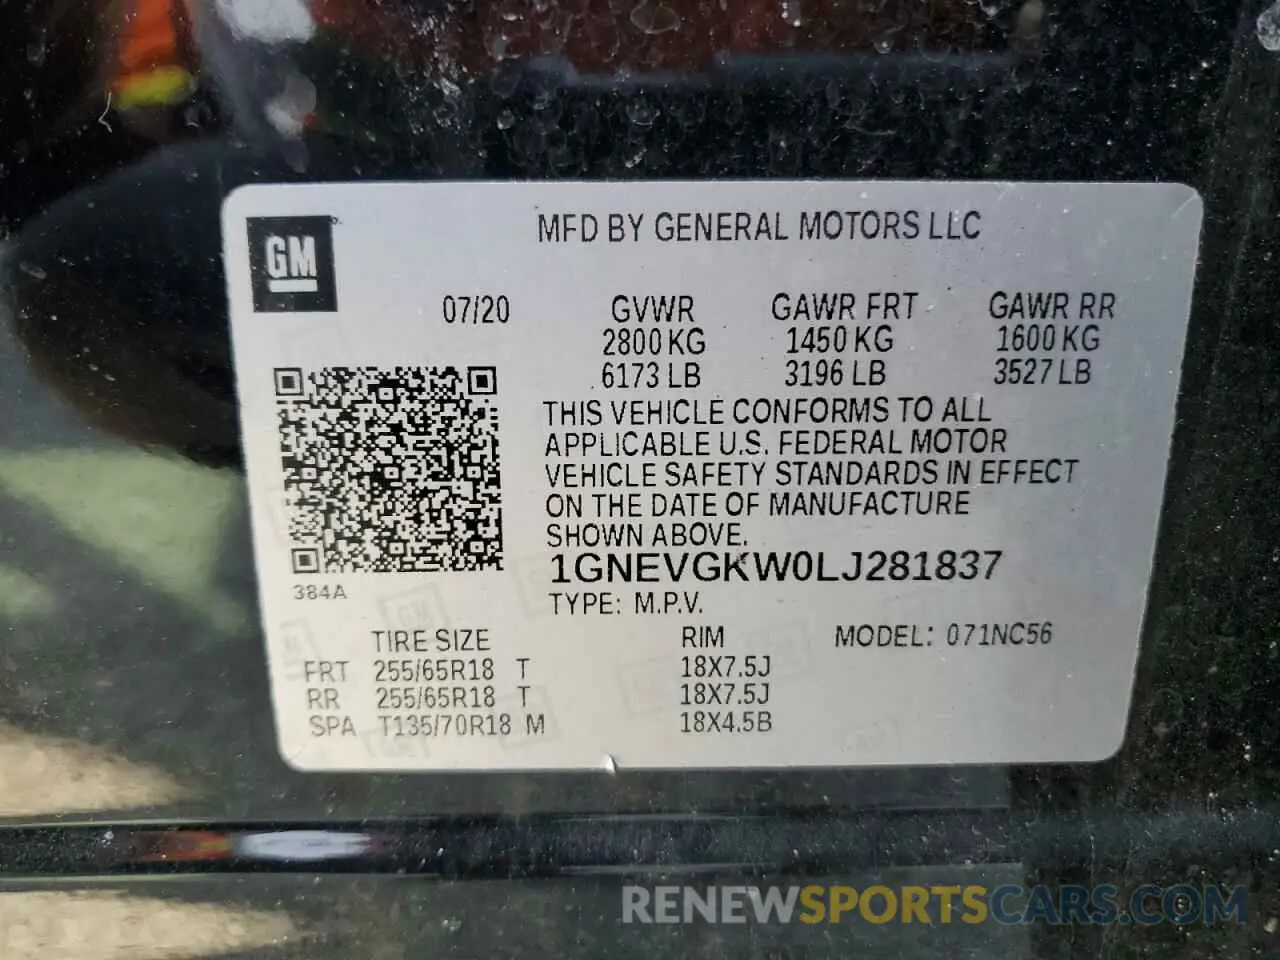 GM
MFD BY GENERAL MOTORS LLC
07/20 GVWR GAWR FRT GAWR RR
2800 KG 1450 KG 1600 KG
6173 LB 3196 LB 3527 LB
THIS VEHICLE CONFORMS TO ALL
APPLICABLE U.S. FEDERAL MOTOR
VEHICLE SAFETY STANDARDS IN EFFECT
ON THE DATE OF MANUFACTURE
SHOWN ABOVE.
1GNEVGKW0LJ281837
384A
TYPE: M.P.V.
TIRE SIZE RIM MODEL: 071NC56
FRT 255/65R18 T 18X7.5J
RR 255/65R18 T 18X7.5J
SPA T135/70R18 M 18X4.5B
RENEWSPORTSCARS.COM